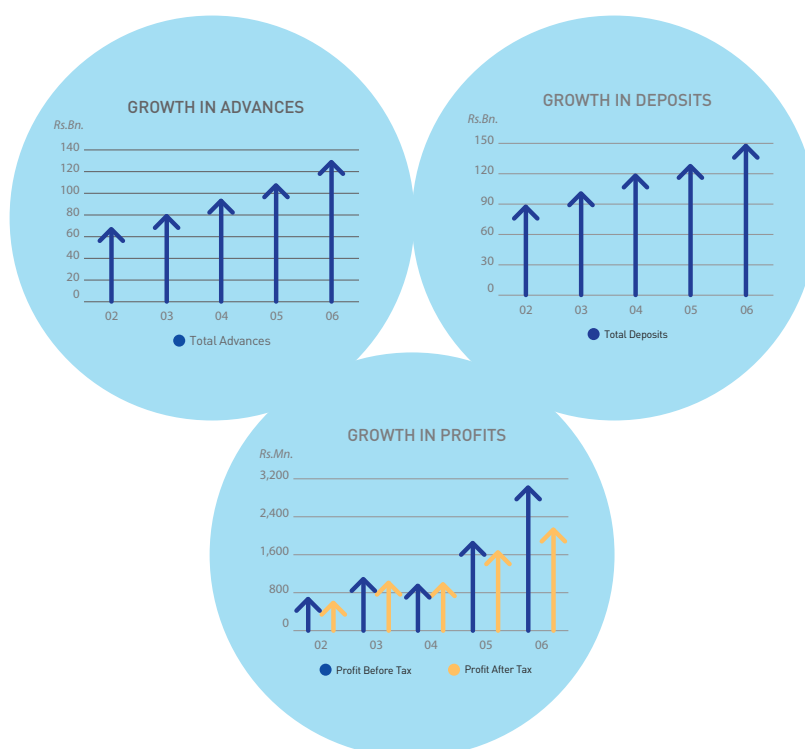 GROWTH IN ADVANCES
Rs.Bn.
140
120
100
80
60
40
20
0
02 03 04 05 06
Total Advances
GROWTH IN DEPOSITS
Rs.Bn.
150
120
90
60
30
0
02 03 04 05 06
Total Deposits
GROWTH IN PROFITS
Rs.Mn.
3,200
2,400
1,600
800
0
02 03 04 05 06
Profit Before Tax Profit After Tax